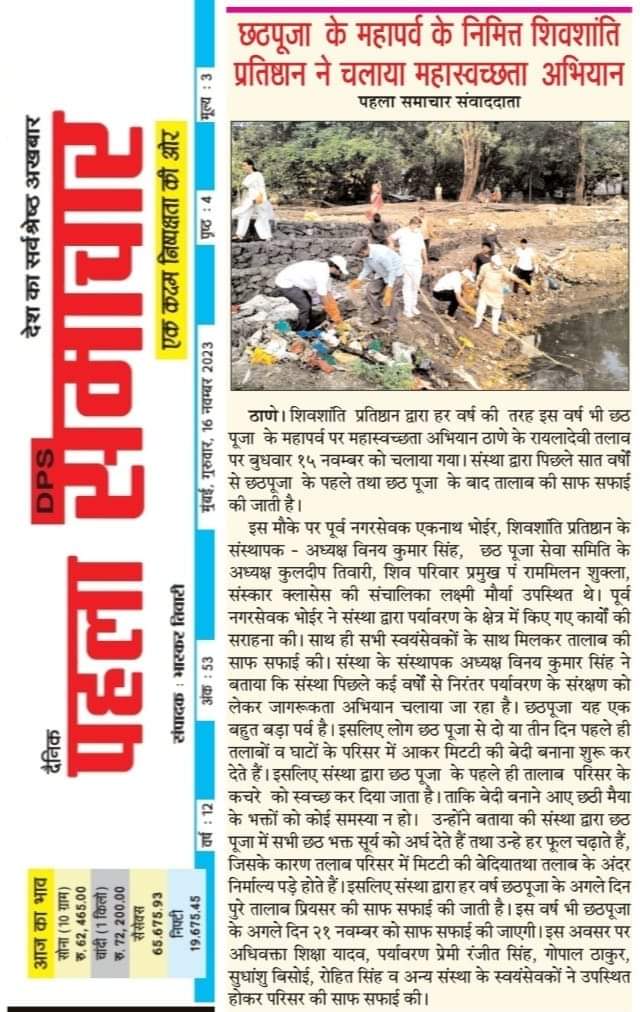 देश का सर्व श्रेष्ठ अखबार
दैनिक
पहला समाचार
DPS
एक कदम निष्पक्षता की ओर
संपादक : भास्कर तिवारी
वर्ष : 12
अंक : 53
मुंबई, गुरुवार, 16 नवम्बर 2023
पृष्ठ : 4
मूल्य : 3
आज का भाव
सोना (10 ग्राम)
रु. 62, 465.00
चांदी (1 किलो)
रु. 72, 200.00
सेंसेक्स
65,675.93
निफ्टी
19,675.45
छठपूजा के महापर्व के निमित्त शिवशांति
प्रतिष्ठान ने चलाया महास्वच्छता अभियान
पहला समाचार संवाददाता
ठाणे। शिवशांति प्रतिष्ठान द्वारा हर वर्ष की तरह इस वर्ष भी छठ
पूजा के महापर्व पर महास्वच्छता अभियान ठाणे के रायलादेवी तलाव
पर बुधवार १५ नवम्बर को चलाया गया। संस्था द्वारा पिछले सात वर्षों
से छठपूजा के पहले तथा छठ पूजा के बाद तालाब की साफ सफाई
की जाती है।
इस मौके पर पूर्व नगरसेवक एकनाथ भोईर, शिवशांति प्रतिष्ठान के
संस्थापक - अध्यक्ष विनय कुमार सिंह, छठ पूजा सेवा समिति के
अध्यक्ष कुलदीप तिवारी, शिव परिवार प्रमुख पं राममिलन शुक्ला,
संस्कार क्लासेस की संचालिका लक्ष्मी मौर्या उपस्थित थे। पूर्व
नगरसेवक भोईर ने संस्था द्वारा पर्यावरण के क्षेत्र में किए गए कार्यों की
सराहना की। साथ ही सभी स्वयंसेवकों के साथ मिलकर तालाब की
साफ सफाई की। संस्था के संस्थापक अध्यक्ष विनय कुमार सिंह ने
बताया कि संस्था पिछले कई वर्षों से निरंतर पर्यावरण के संरक्षण को
लेकर जागरूकता अभियान चलाया जा रहा है। छठपूजा यह एक
बहुत बड़ा पर्व है। इसलिए लोग छठ पूजा से दो या तीन दिन पहले ही
तलाबों व घाटों के परिसर में आकर मिटटी की बेदी बनाना शुरू कर
देते हैं। इसलिए संस्था द्वारा छठ पूजा के पहले ही तालाब परिसर के
कचरे को स्वच्छ कर दिया जाता है। ताकि बेदी बनाने आए छठी मैया
के भक्तों को कोई समस्या न हो। उन्होंने बताया की संस्था द्वारा छठ
पूजा में सभी छठ भक्त सूर्य को अर्घ देते हैं तथा उन्हे हर फूल चढ़ाते हैं,
जिसके कारण तलाब परिसर में मिटटी की बेदियातथा तलाब के अंदर
निर्माल्य पड़े होते हैं। इसलिए संस्था द्वारा हर वर्ष छठपूजा के अगले दिन
पुरे तालाब प्रियसर की साफ सफाई की जाती है। इस वर्ष भी छठपूजा
के अगले दिन २१ नवम्बर को साफ सफाई की जाएगी। इस अवसर पर
अधिवक्ता शिक्षा यादव, पर्यावरण प्रेमी रंजीत सिंह, गोपाल ठाकुर,
सुधांशु बिसोई, रोहित सिंह व अन्य संस्था के स्वयंसेवकों ने उपस्थित
होकर परिसर की साफ सफाई की।